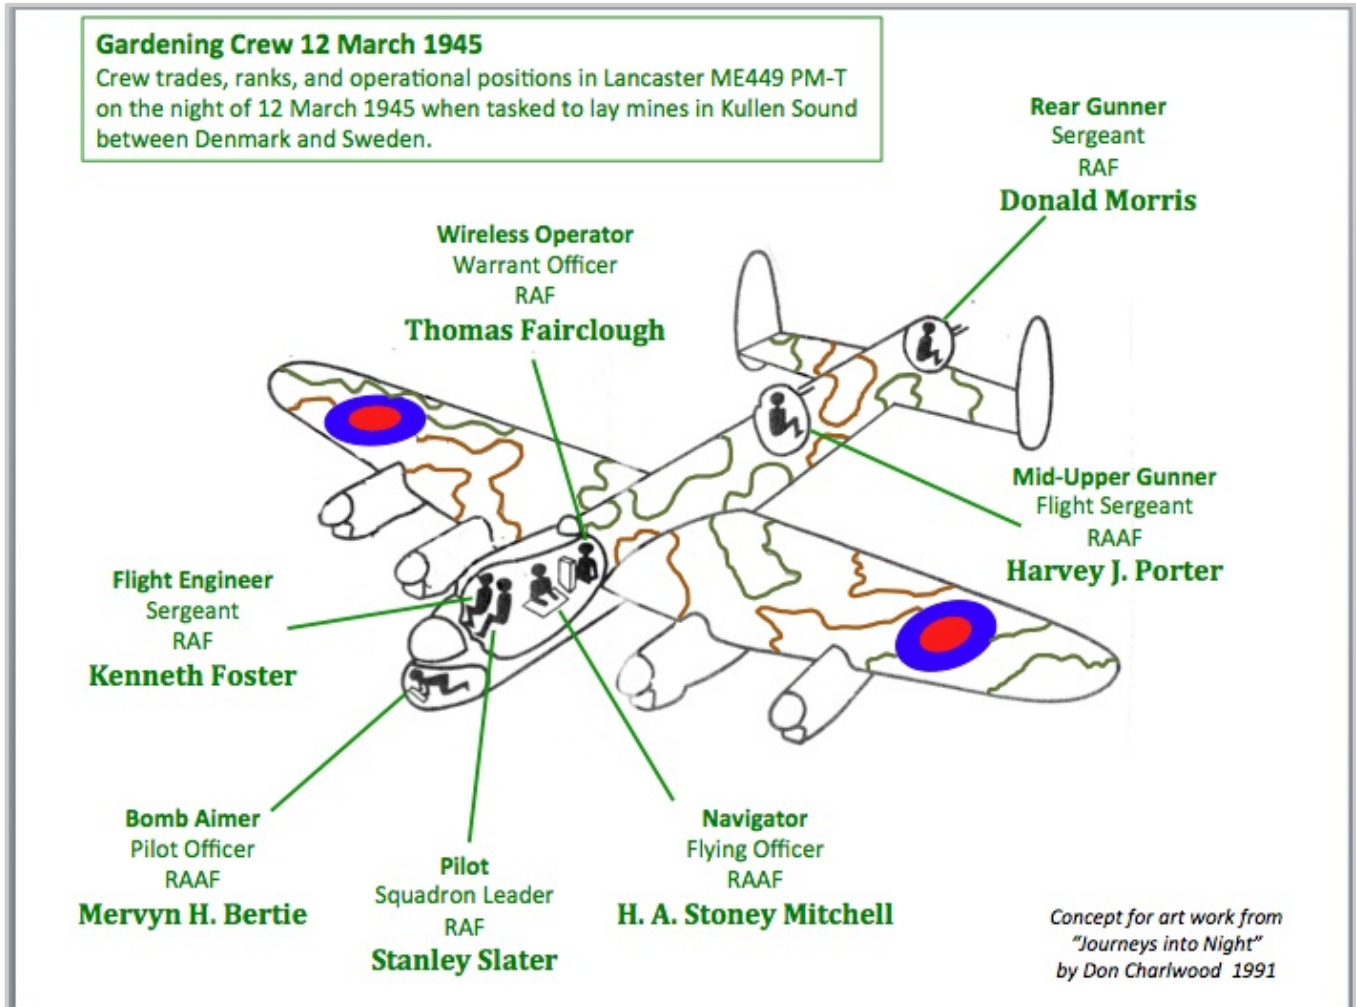 Gardening Crew 12 March 1945
Crew trades, ranks, and operational positions in Lancaster ME449 PM-T
on the night of 12 March 1945 when tasked to lay mines in Kullen Sound
between Denmark and Sweden.
Rear Gunner
Sergeant
RAF
Donald Morris
Wireless Operator
Warrant Officer
RAF
Thomas Fairclough
Mid-Upper Gunner
Flight Sergeant
RAAF
Harvey J. Porter
Flight Engineer
Sergeant
RAF
Kenneth Foster
Bomb Aimer
Pilot Officer
RAAF
Mervyn H. Bertie
Pilot
Squadron Leader
RAF
Stanley Slater
Navigator
Flying Officer
RAAF
H. A. Stoney Mitchell
Concept for art work from
"Journeys into Night"
by Don Charlwood 1991